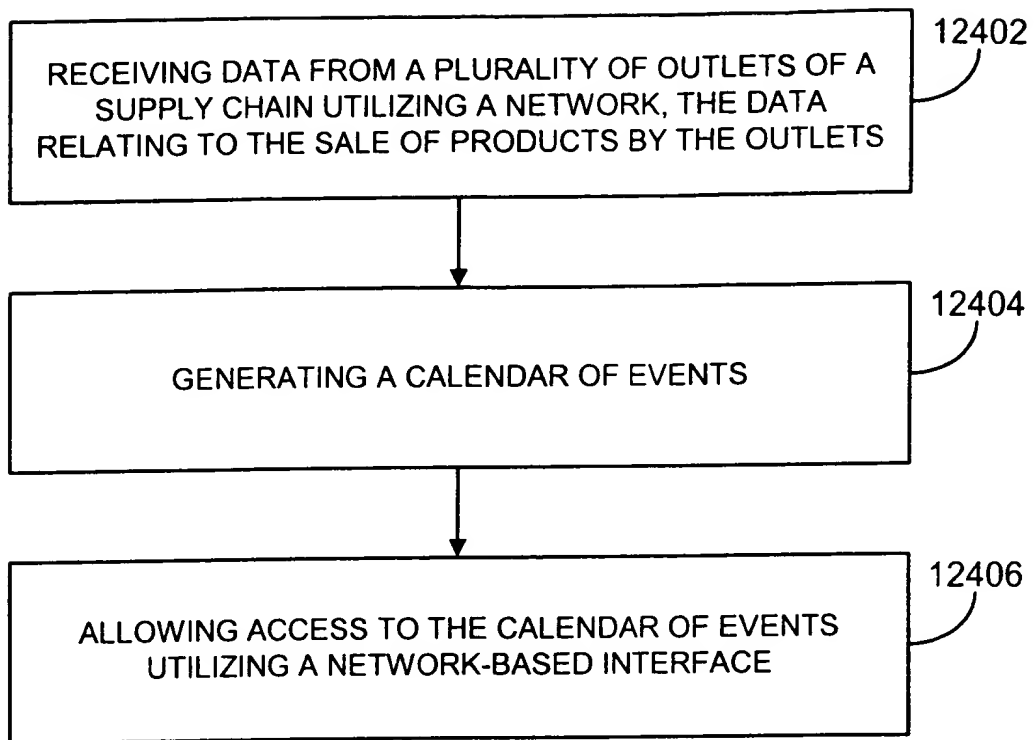 12402
RECEIVING DATA FROM A PLURALITY OF OUTLETS OF A
SUPPLY CHAIN UTILIZING A NETWORK, THE DATA
RELATING TO THE SALE OF PRODUCTS BY THE OUTLETS
12404
GENERATING A CALENDAR OF EVENTS
12406
ALLOWING ACCESS TO THE CALENDAR OF EVENTS
UTILIZING A NETWORK-BASED INTERFACE